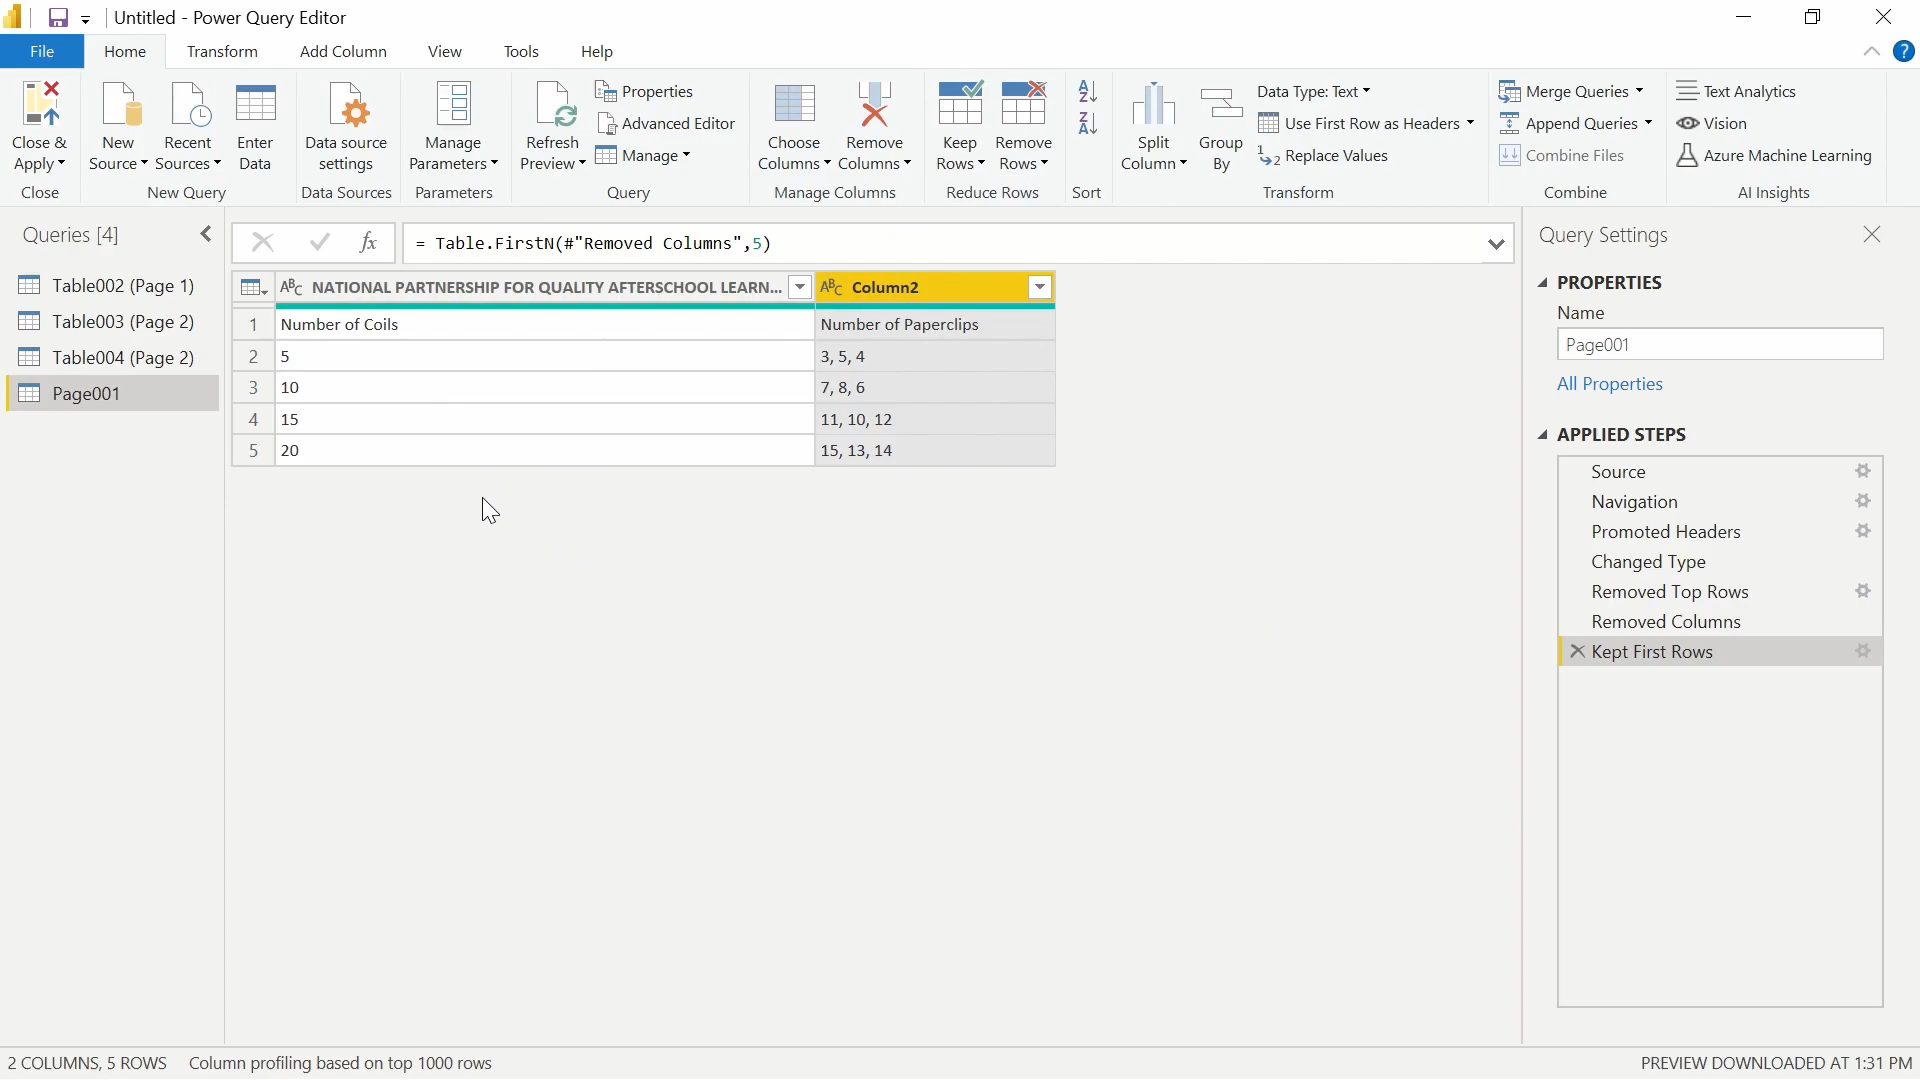 Untitled - Power Query Editor
File
Home
Transform
Add Column
View
Tools
Help
Close &
Apply
Close
New
Source
Recent
Sources
Enter
Data
New Query
Data source
settings
Data Sources
Manage
Parameters
Parameters
Refresh
Preview
Properties
Advanced Editor
Manage
Query
Choose
Columns
Remove
Columns
Manage Columns
Keep
Rows
Remove
Rows
Reduce Rows
Sort
Split
Column
Group
By
Data Type: Text
Use First Row as Headers
Replace Values
Transform
Merge Queries
Append Queries
Combine Files
Combine
Text Analytics
Vision
Azure Machine Learning
AI Insights
Queries [4]
Table002 (Page 1)
Table003 (Page 2)
Table004 (Page 2)
Page001
fx
= Table.FirstN(#"Removed Columns",5)
ABC NATIONAL PARTNERSHIP FOR QUALITY AFTERSCHOOL LEARN... ABC Column2
1 Number of Coils Number of Paperclips
2 5 3, 5, 4
3 10 7, 8, 6
4 15 11, 10, 12
5 20 15, 13, 14
Query Settings
PROPERTIES
Name
Page001
All Properties
APPLIED STEPS
Source
Navigation
Promoted Headers
Changed Type
Removed Top Rows
Removed Columns
Kept First Rows
2 COLUMNS, 5 ROWS Column profiling based on top 1000 rows
PREVIEW DOWNLOADED AT 1:31 PM